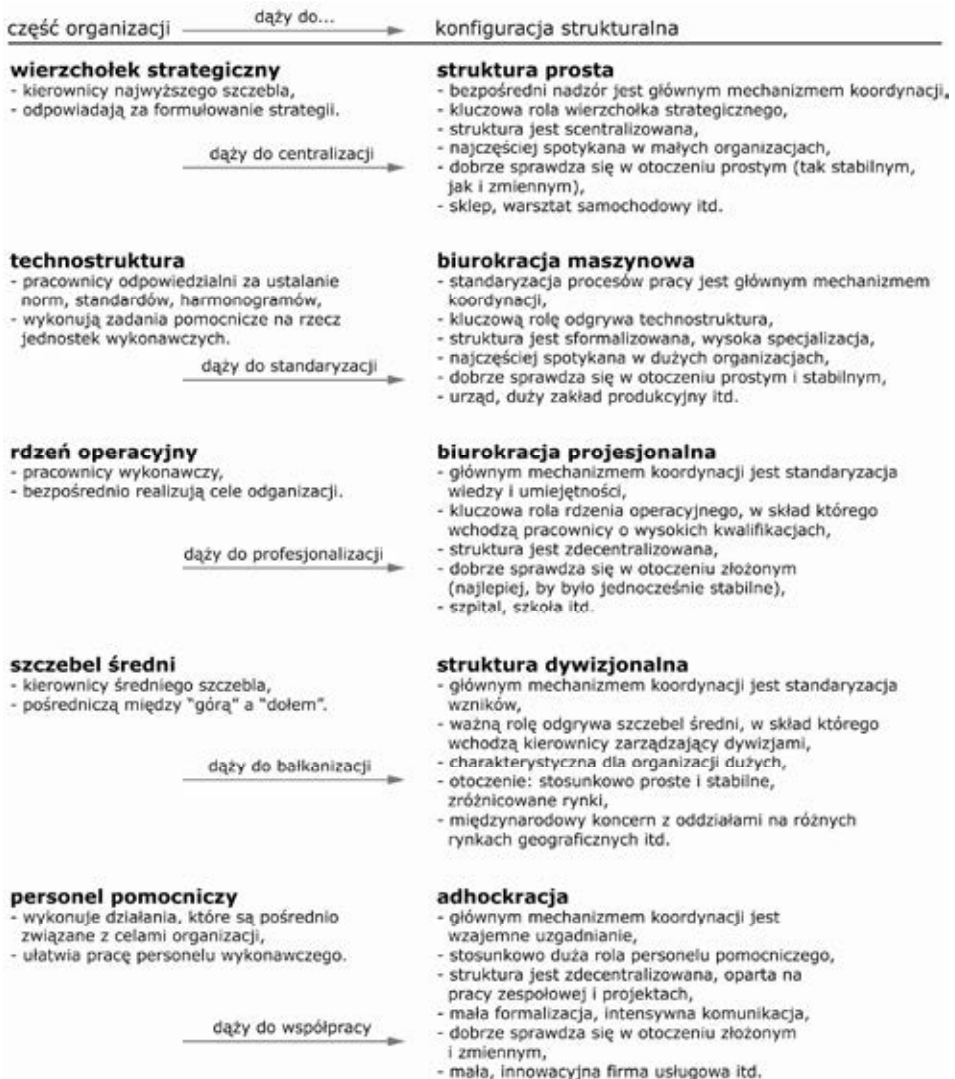 część organizacji dąży do... konfiguracja strukturalna
wierzchołek strategiczny
- kierownicy najwyższego szczebla,
- odpowiadają za formułowanie strategii.
dąży do centralizacji
struktura prosta
- bezpośredni nadzór jest głównym mechanizmem koordynacji,
- kluczowa rola wierzchołka strategicznego,
- struktura jest scentralizowana,
- najczęściej spotykana w małych organizacjach,
- dobrze sprawdza się w otoczeniu prostym (tak stabilnym,
jak i zmiennym),
- sklep, warsztat samochodowy itd.
technostruktura
- pracownicy odpowiedzialni za ustalanie
norm, standardów, harmonogramów,
- wykonują zadania pomocnicze na rzecz
jednostek wykonawczych.
dąży do standaryzacji
biurokracja maszynowa
- standaryzacja procesów pracy jest głównym mechanizmem
koordynacji,
- kluczową rolę odgrywa technostruktura,
- struktura jest sformalizowana, wysoka specjalizacja,
- najczęściej spotykana w dużych organizacjach,
- dobrze sprawdza się w otoczeniu prostym i stabilnym,
- urząd, duży zakład produkcyjny itd.
rdzeń operacyjny
- pracownicy wykonawczy,
- bezpośrednio realizują cele odganizacji.
dąży do profesjonalizacji
biurokracja projesjonalna
- głównym mechanizmem koordynacji jest standaryzacja
wiedzy i umiejętności,
- kluczowa rola rdzenia operacyjnego, w skład którego
wchodzą pracownicy o wysokich kwalifikacjach,
- struktura jest zdecentralizowana,
- dobrze sprawdza się w otoczeniu złożonym
(najlepiej, by było jednocześnie stabilne),
- szpital, szkoła itd.
szczebel średni
- kierownicy średniego szczebla,
- pośredniczą między "górą" a "dołem".
dąży do bałkanizacji
struktura dywizjonalna
- głównym mechanizmem koordynacji jest standaryzacja
wzników,
- ważną rolę odgrywa szczebel średni, w skład którego
wchodzą kierownicy zarządzający dywizjami,
- charakterystyczna dla organizacji dużych,
- otoczenie: stosunkowo proste i stabilne,
zróżnicowane rynki,
- międzynarodowy koncern z oddziałami na różnych
rynkach geograficznych itd.
personel pomocniczy
- wykonuje działania, które są pośrednio
związane z celami organizacji,
- ułatwia pracę personelu wykonawczego.
dąży do współpracy
adhockracja
- głównym mechanizmem koordynacji jest
wzajemne uzgadnianie,
- stosunkowo duża rola personelu pomocniczego,
- struktura jest zdecentralizowana, oparta na
pracy zespołowej i projektach,
- mała formalizacja, intensywna komunikacja,
- dobrze sprawdza się w otoczeniu złożonym
i zmiennym,
- mała, innowacyjna firma usługowa itd.